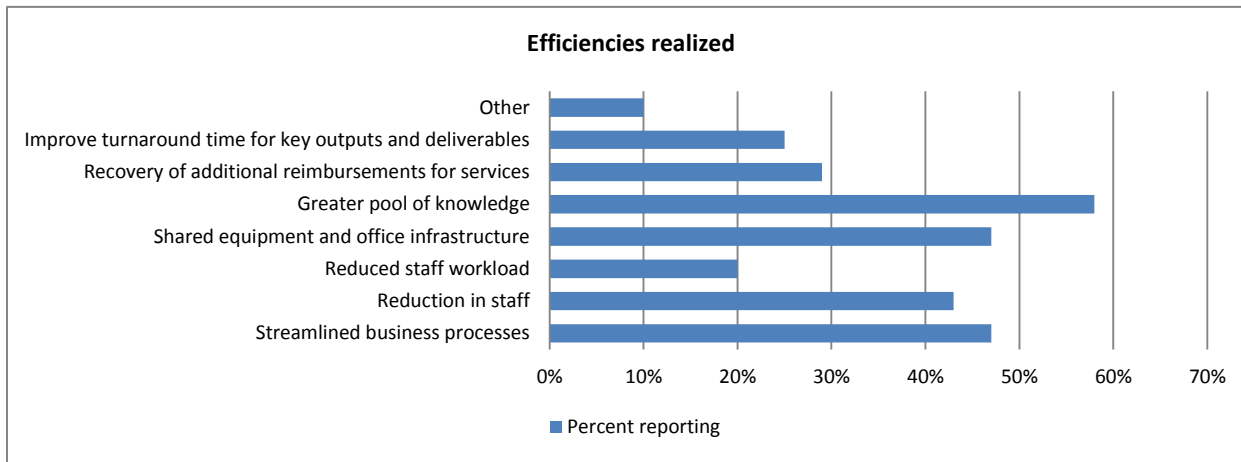 Efficiencies realized
Other
Improve turnaround time for key outputs and deliverables
Recovery of additional reimbursements for services
Greater pool of knowledge
Shared equipment and office infrastructure
Reduced staff workload
Reduction in staff
Streamlined business processes
0% 10% 20% 30% 40% 50% 60% 70%
Percent reporting